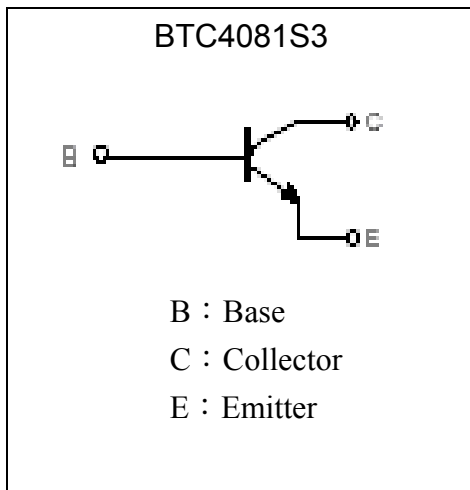 BTC4081S3
C
B
E
B：Base
C：Collector
E：Emitter